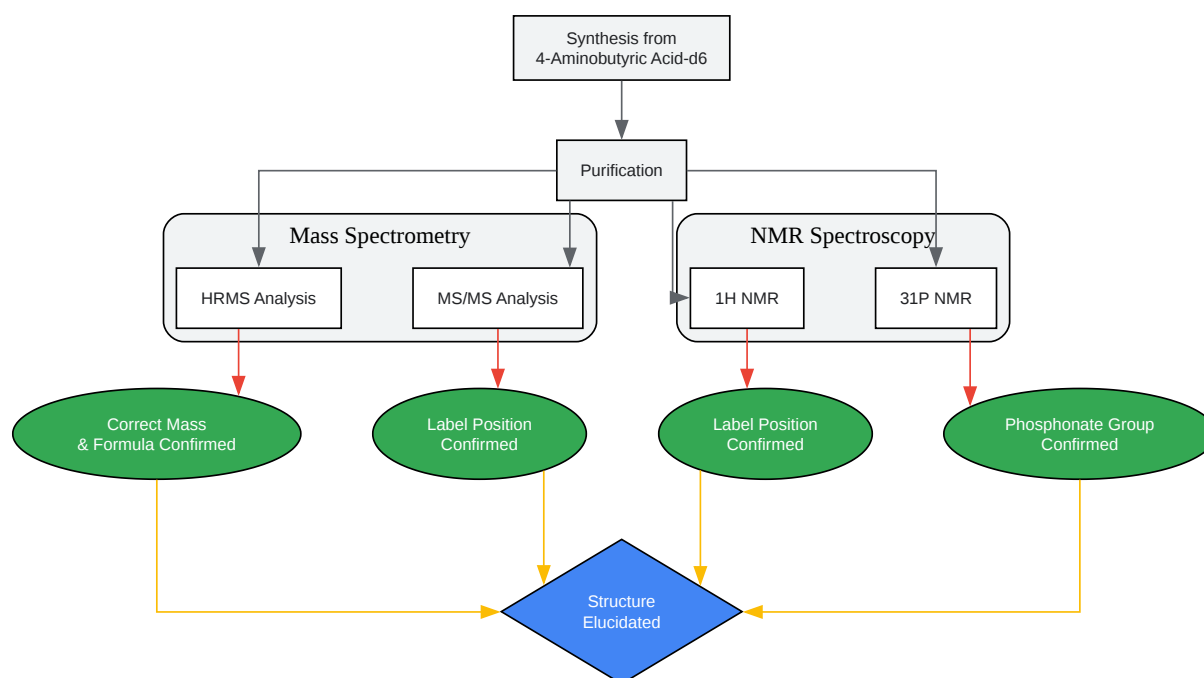 Synthesis from
4-Aminobutyric Acid-d6
Purification
Mass Spectrometry
NMR Spectroscopy
HRMS Analysis
MS/MS Analysis
1H NMR
31P NMR
Correct Mass
& Formula Confirmed
Label Position
Confirmed
Label Position
Confirmed
Phosphonate Group
Confirmed
Structure
Elucidated